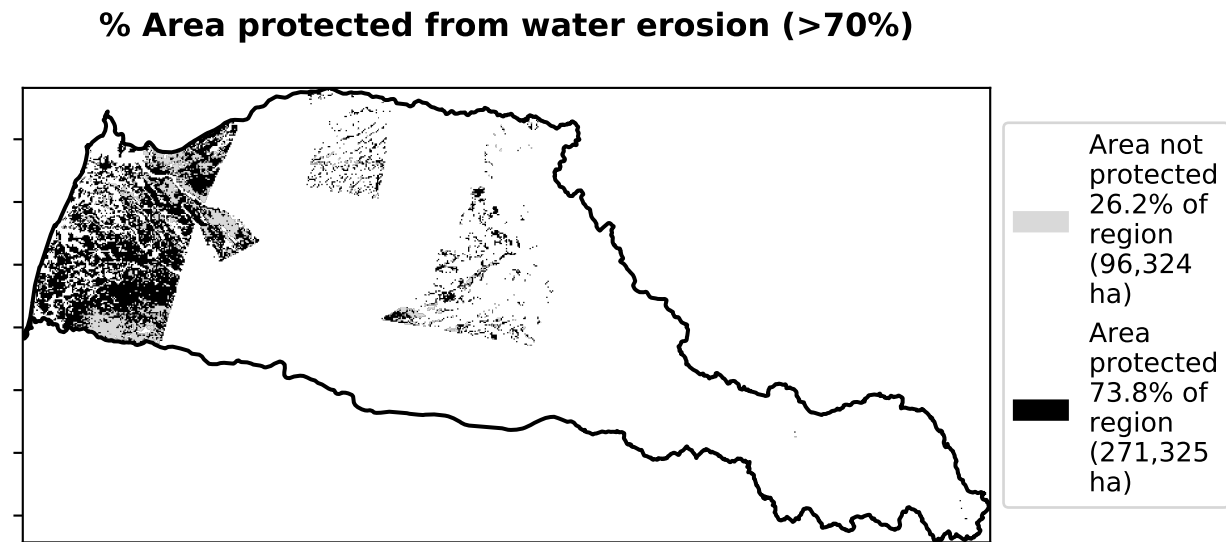 % Area protected from water erosion (>70%)
Area not
protected
26.2% of
region
(96,324
ha)
Area
protected
73.8% of
region
(271,325
ha)